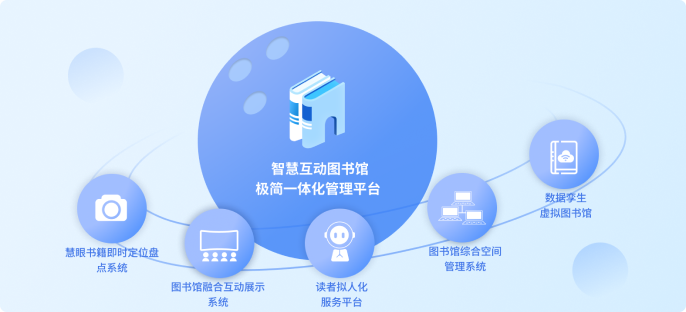 智慧互动图书馆
极简一体化管理平台
慧眼书籍即时定位盘
点系统
图书馆融合互动展示
系统
读者拟人化
服务平台
图书馆综合空间
管理系统
数据孪生
虚拟图书馆